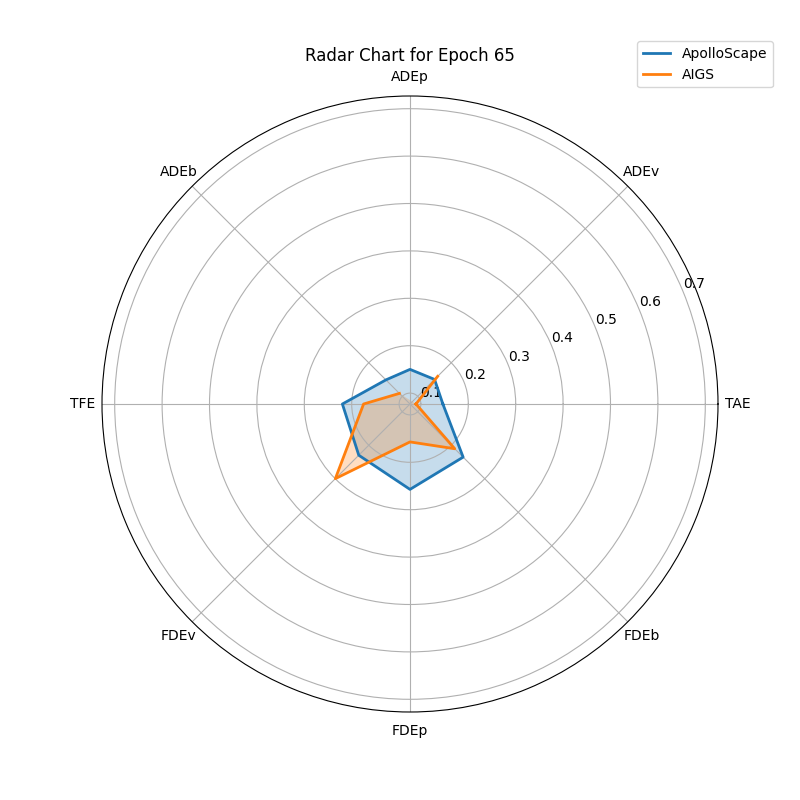 Radar Chart for Epoch 65
ApolloScape
AIGS
ADEp
ADEb
ADEv
0.7
0.6
0.5
0.4
0.3
0.2
0.1
TFE
TAE
FDEv
FDEb
FDEp